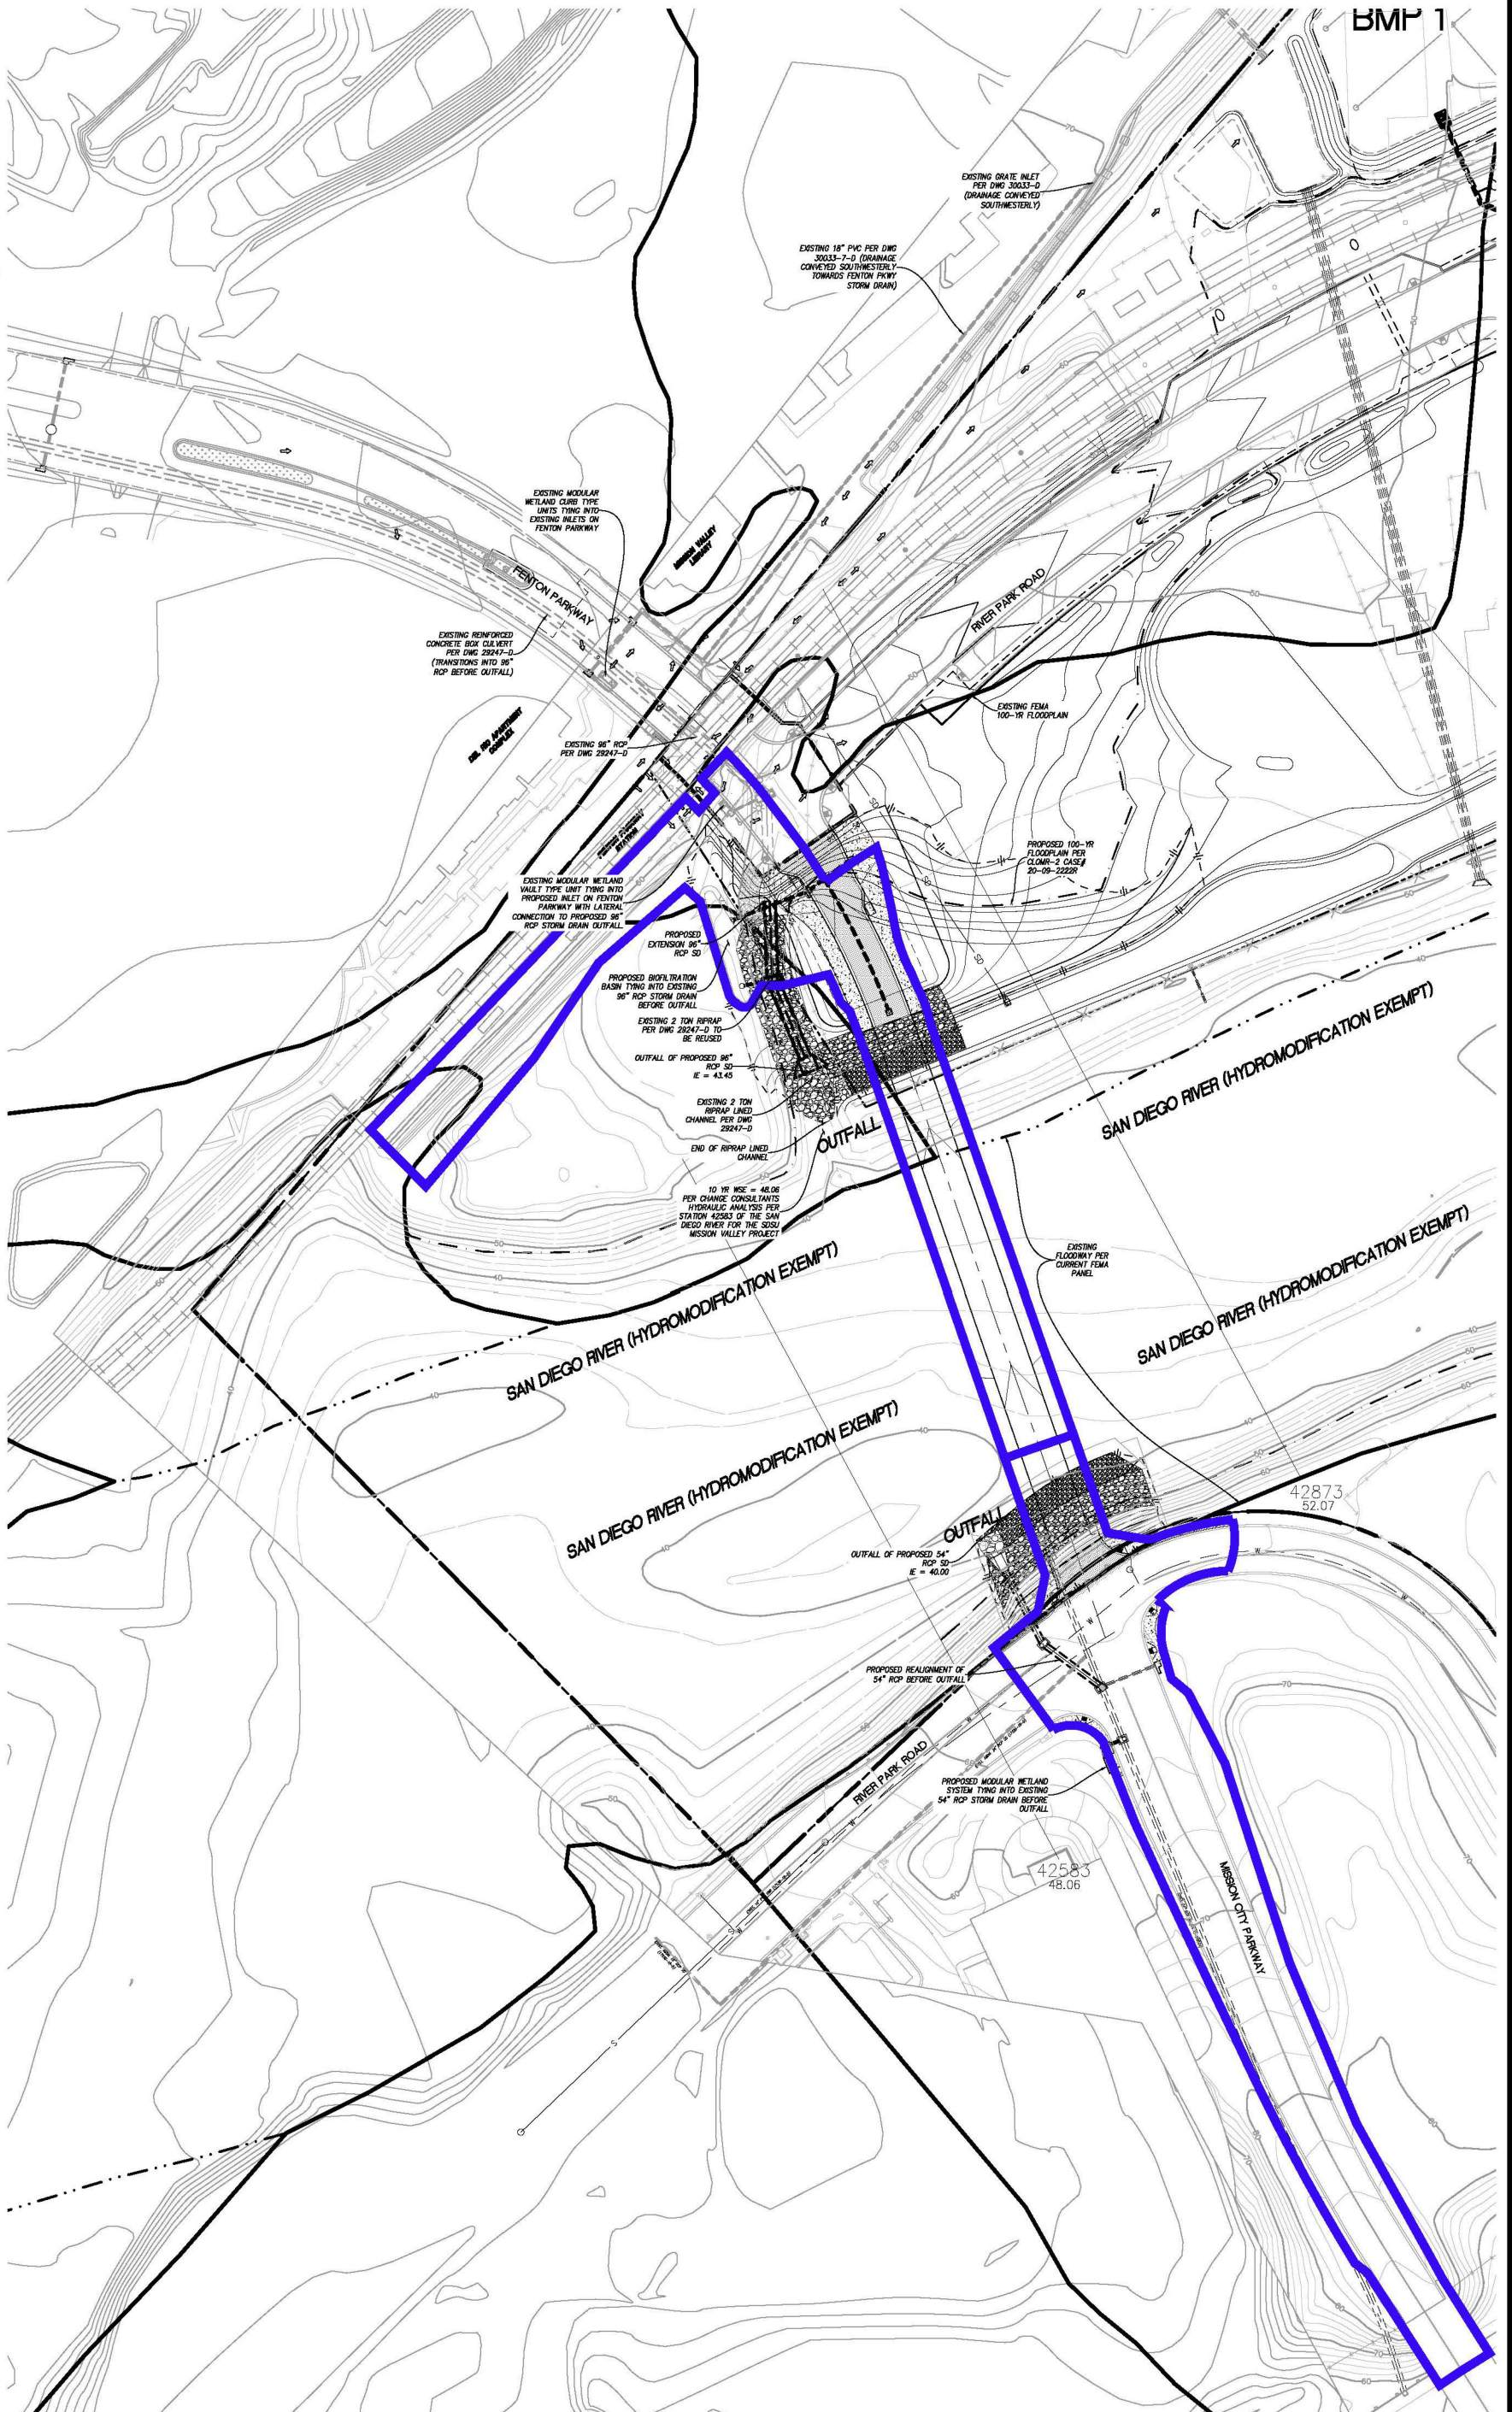 BMP 1
EXISTING GRATE INLET
PER DWG 30033-D
(DRAINAGE CONVEYED
SOUTHWESTERLY)
EXISTING 18" PVC PER DWG
30033-7-D (DRAINAGE
CONVEYED SOUTHWESTERLY
TOWARDS FENTON PKWY
STORM DRAIN)
EXISTING MODULAR
WETLAND CURB TYPE
UNITS TYING INTO
EXISTING INLETS ON
FENTON PARKWAY
MISSION VALLEY
LIBRARY
FENTON PARKWAY
RIVER PARK ROAD
EXISTING REINFORCED
CONCRETE BOX CULVERT
PER DWG 29247-D
(TRANSITIONS INTO 96"
RCP BEFORE OUTFALL)
EXISTING FEMA
100-YR FLOODPLAIN
DEL RIO APARTMENT
COMPLEX
EXISTING 96" RCP
PER DWG 29247-D
PROPOSED 100-YR
FLOODPLAIN PER
CLOMR-2 CASE#
20-09-2222R
EXISTING MODULAR WETLAND
VAULT TYPE UNIT TYING INTO
PROPOSED INLET ON FENTON
PARKWAY WITH LATERAL
CONNECTION TO PROPOSED 96"
RCP STORM DRAIN OUTFALL
PROPOSED
EXTENSION 96"
RCP SD
PROPOSED BIOFILTRATION
BASIN TYING INTO EXISTING
96" RCP STORM DRAIN
BEFORE OUTFALL
EXISTING 2 TON RIPRAP
PER DWG 29247-D TO
BE REUSED
OUTFALL OF PROPOSED 96"
RCP SD
IE = 43.45
EXISTING 2 TON
RIPRAP LINED
CHANNEL PER DWG
29247-D
END OF RIPRAP LINED
CHANNEL
OUTFALL
SAN DIEGO RIVER (HYDROMODIFICATION EXEMPT)
10 YR WSE = 48.06
PER CHANGE CONSULTANTS
HYDRAULIC ANALYSIS PER
STATION 42583 OF THE SAN
DIEGO RIVER FOR THE SDSU
MISSION VALLEY PROJECT
EXISTING
FLOODWAY PER
CURRENT FEMA
PANEL
SAN DIEGO RIVER (HYDROMODIFICATION EXEMPT)
SAN DIEGO RIVER (HYDROMODIFICATION EXEMPT)
SAN DIEGO RIVER (HYDROMODIFICATION EXEMPT)
42873
52.07
OUTFALL
OUTFALL OF PROPOSED 54"
RCP SD
IE = 40.00
PROPOSED REALIGNMENT OF
54" RCP BEFORE OUTFALL
RIVER PARK ROAD
PROPOSED MODULAR WETLAND
SYSTEM TYING INTO EXISTING
54" RCP STORM DRAIN BEFORE
OUTFALL
42583
48.06
MISSION CITY PARKWAY